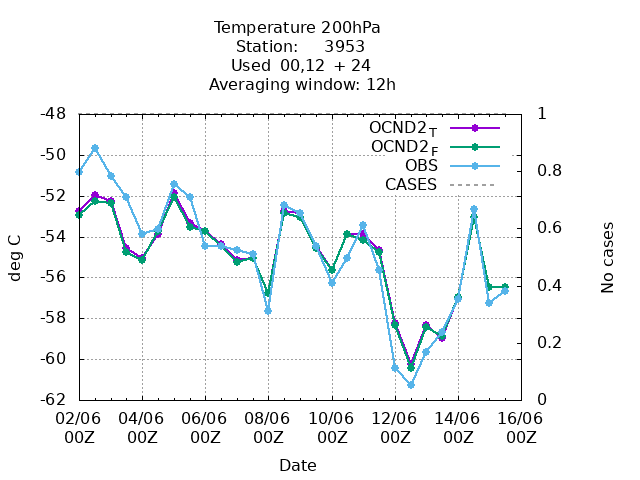 Temperature 200hPa
Station: 3953
Used 00,12 + 24
Averaging window: 12h
OCND2_T
OCND2_F
OBS
CASES
deg C
No cases
-48
-50
-52
-54
-56
-58
-60
-62
1
0.8
0.6
0.4
0.2
0
02/06 04/06 06/06 08/06 10/06 12/06 14/06 16/06
00Z 00Z 00Z 00Z 00Z 00Z 00Z 00Z
Date